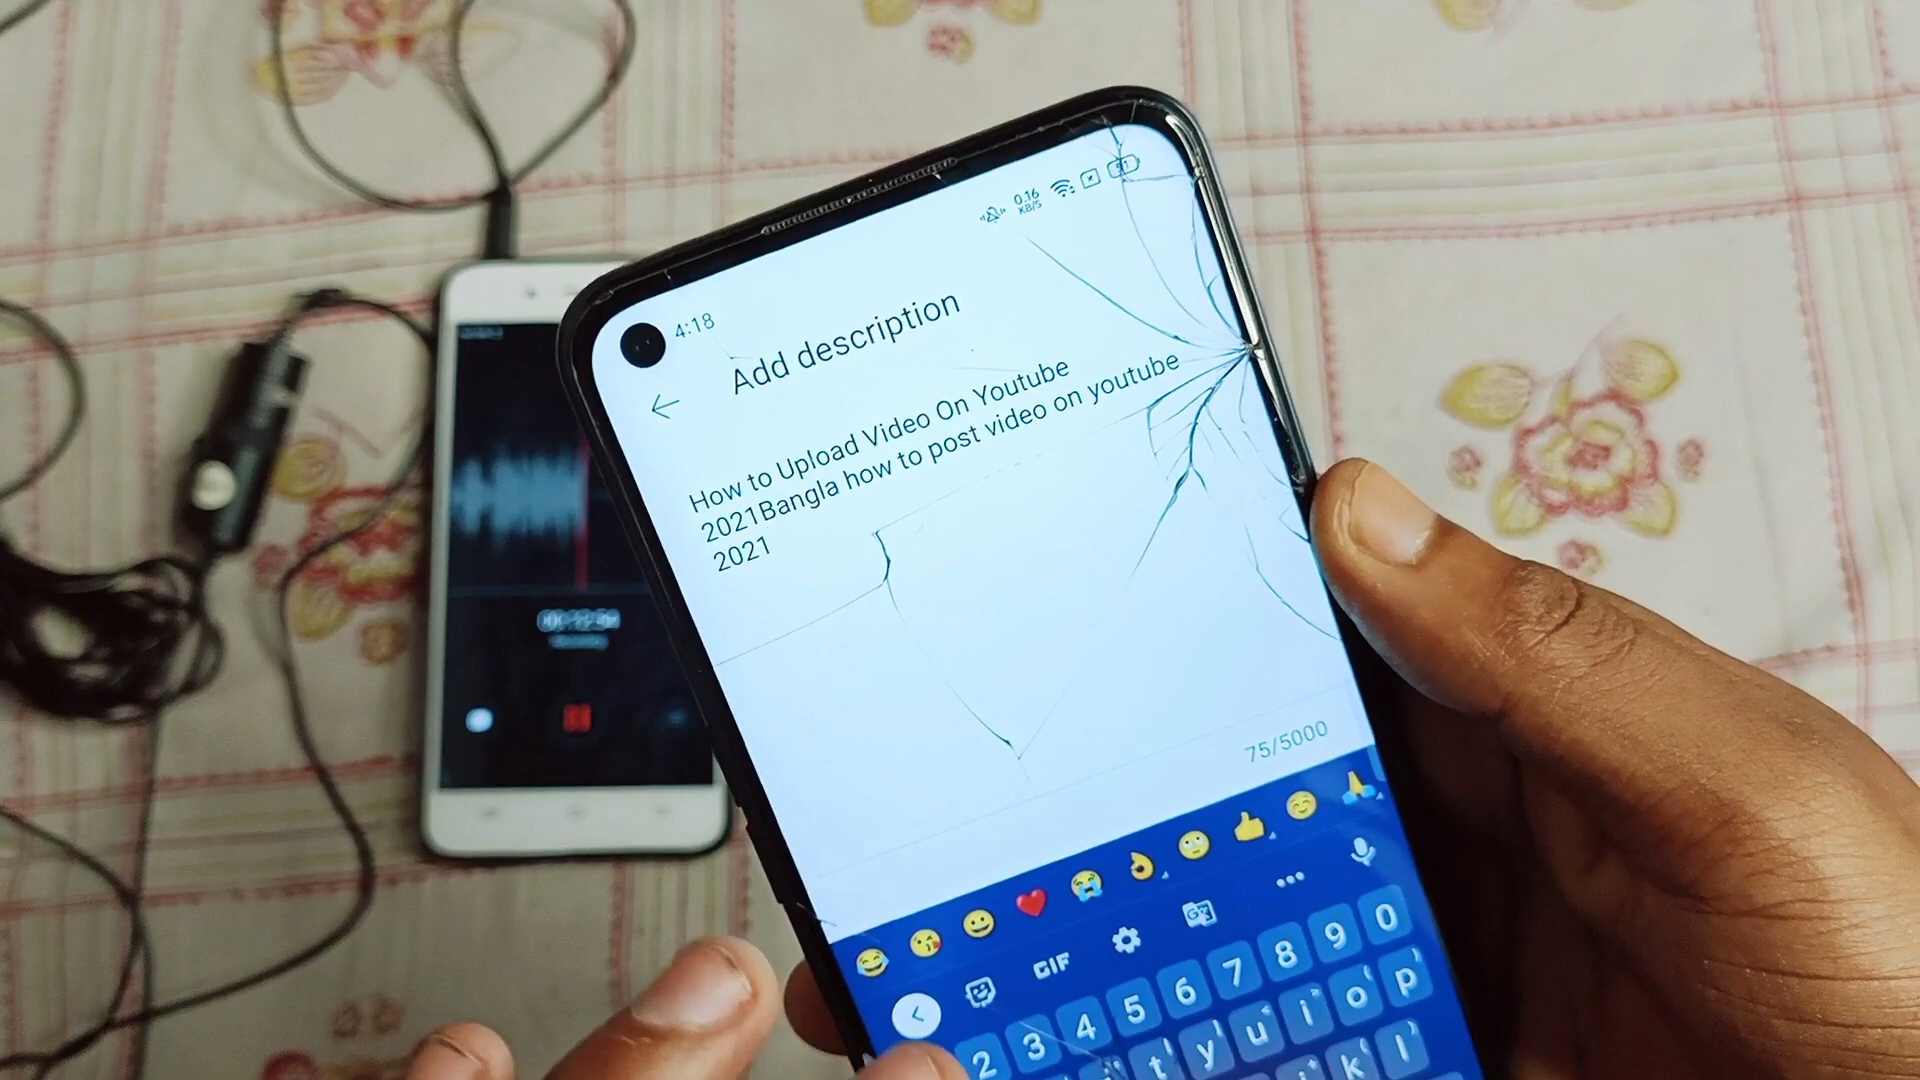 0.16
KB/S
4:18
Add description
How to Upload Video On Youtube
2021Bangla how to post video on youtube
2021
75/5000
GIF
2 3 4 5 6 7 8 9 0
t y u i o p
k l